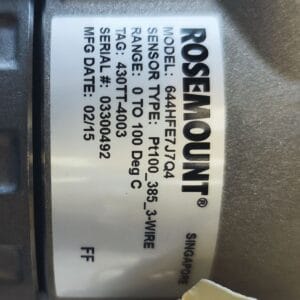 ROSEMOUNT®
SINGAPORE
MODEL: 644HFE7J7Q4
SENSOR TYPE: Pt100_385_3-WIRE
RANGE: 0 TO 100 Deg C
TAG: 430TT-4003
SERIAL #: 03300492
MFG DATE: 02/15
FF